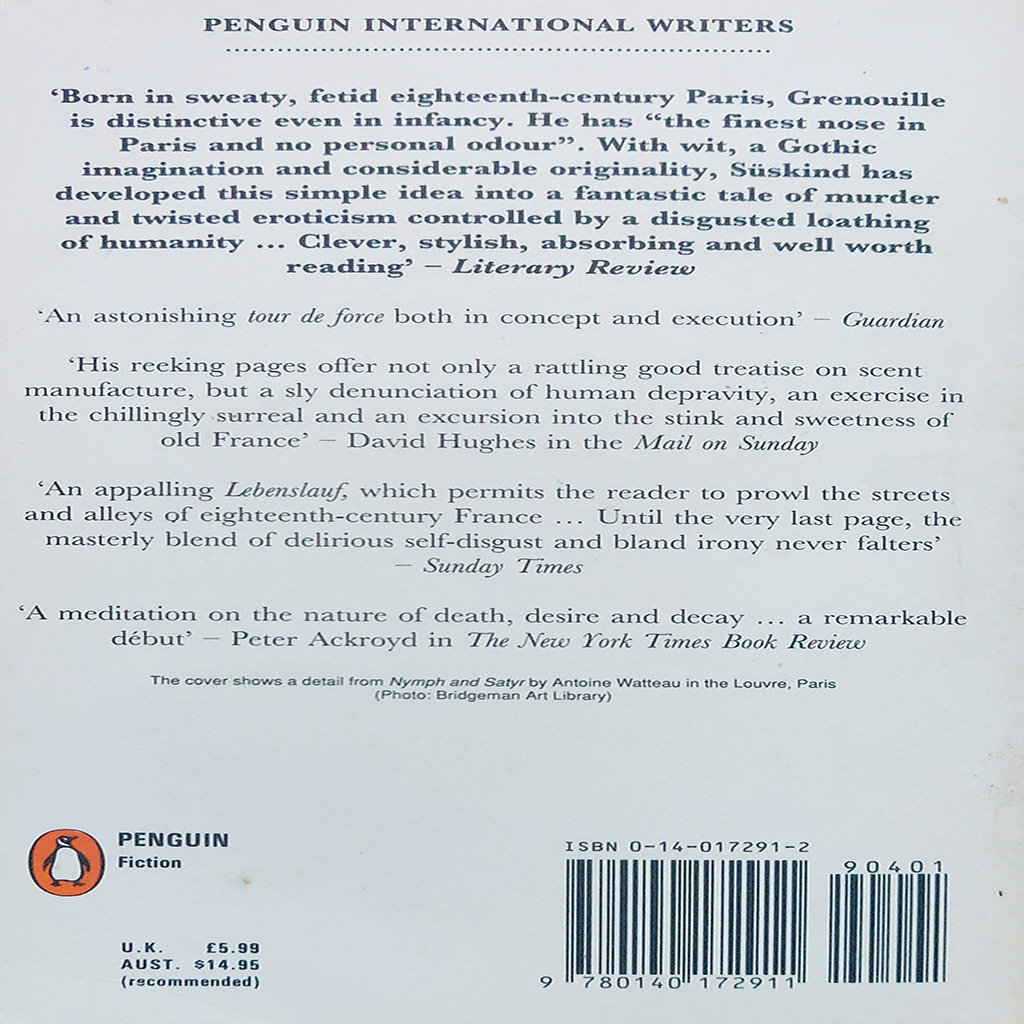 PENGUIN INTERNATIONAL WRITERS
‘Born in sweaty, fetid eighteenth-century Paris, Grenouille
is distinctive even in infancy. He has “the finest nose in
Paris and no personal odour”. With wit, a Gothic
imagination and considerable originality, Süskind has
developed this simple idea into a fantastic tale of murder
and twisted eroticism controlled by a disgusted loathing
of humanity ... Clever, stylish, absorbing and well worth
reading’ – Literary Review
‘An astonishing tour de force both in concept and execution’ – Guardian
‘His reeking pages offer not only a rattling good treatise on scent
manufacture, but a sly denunciation of human depravity, an exercise in
the chillingly surreal and an excursion into the stink and sweetness of
old France’ – David Hughes in the Mail on Sunday
‘An appalling Lebenslauf, which permits the reader to prowl the streets
and alleys of eighteenth-century France ... Until the very last page, the
masterly blend of delirious self-disgust and bland irony never falters’
– Sunday Times
‘A meditation on the nature of death, desire and decay ... a remarkable
début’ – Peter Ackroyd in The New York Times Book Review
The cover shows a detail from Nymph and Satyr by Antoine Watteau in the Louvre, Paris
(Photo: Bridgeman Art Library)
PENGUIN
Fiction
U.K. £5.99
AUST. $14.95
(recommended)
ISBN 0-14-017291-2
90401
9 780140 172911